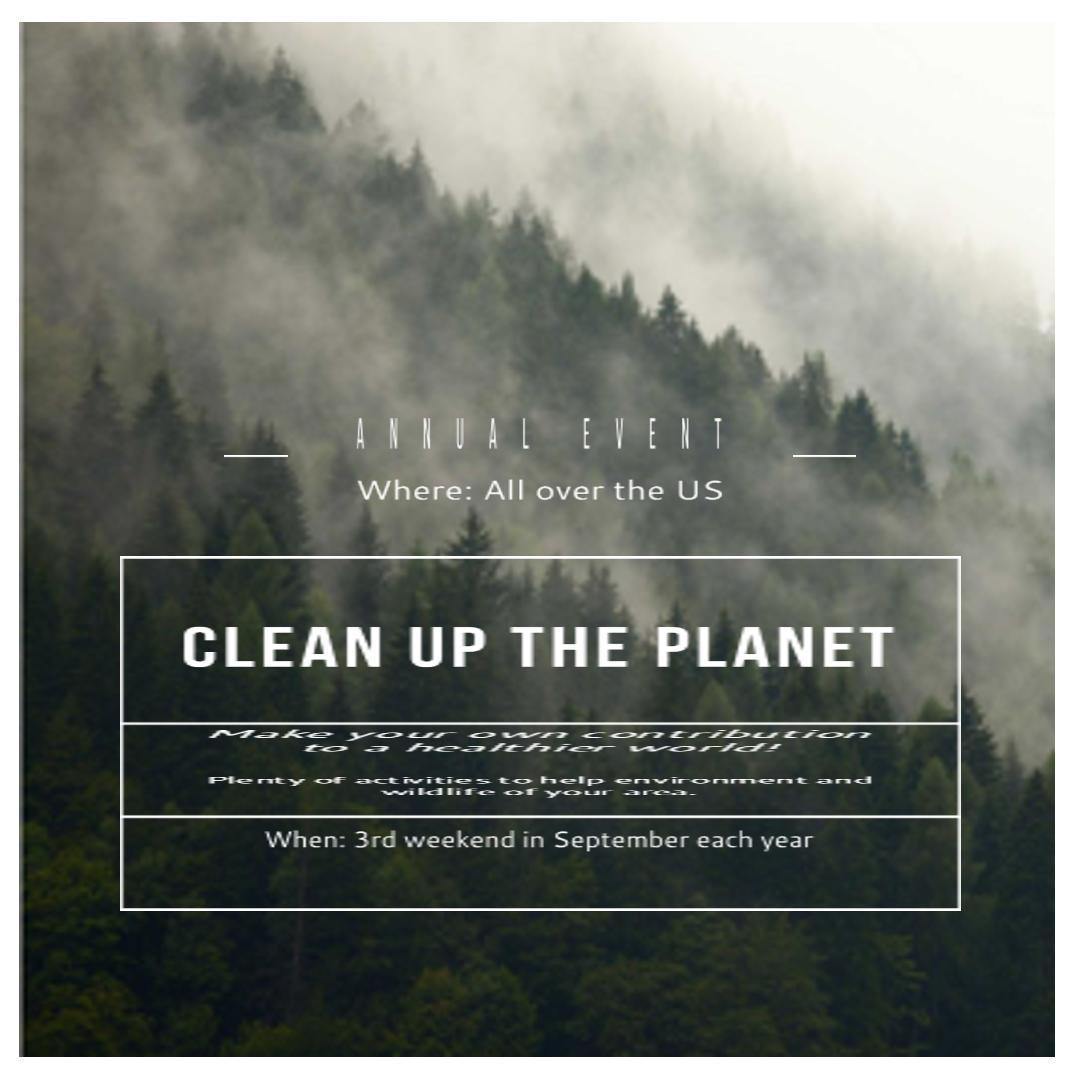 ANNUAL EVENT
Where: All over the US
CLEAN UP THE PLANET
Make your own contribution
to a healthier world!
Plenty of activities to help environment and
wildlife of your area.
When: 3rd weekend in September each year